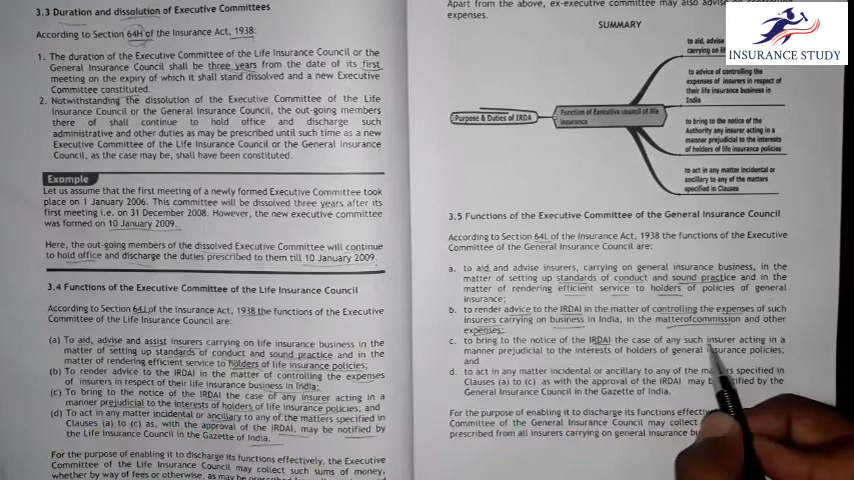 3.3 Duration and dissolution of Executive Committees
According to Section 64H of the Insurance Act, 1938:
1. The duration of the Executive Committee of the Life Insurance Council or the
General Insurance Council shall be three years from the date of its first
meeting on the expiry of which it shall stand dissolved and a new Executive
Committee constituted.
2. Notwithstanding the dissolution of the Executive Committee of the Life
Insurance Council or the General Insurance Council, the out-going members
there of shall continue to hold office and discharge such
administrative and other duties as may be prescribed until such time as a new
Executive Committee of the Life Insurance Council or the General Insurance
Council, as the case may be, shall have been constituted.
Example
Let us assume that the first meeting of a newly formed Executive Committee took
place on 1 January 2006. This committee will be dissolved three years after its
first meeting i.e. on 31 December 2008. However, the new executive committee
was formed on 10 January 2009.
Here, the out-going members of the dissolved Executive Committee will continue
to hold office and discharge the duties prescribed to them till 10 January 2009.
3.4 Functions of the Executive Committee of the Life Insurance Council
According to Section 64J of the Insurance Act, 1938 the functions of the Executive
Committee of the Life Insurance Council are:
(a) To aid, advise and assist insurers carrying on life insurance business in the
matter of setting up standards of conduct and sound practice and in the
matter of rendering efficient service to holders of life insurance policies;
(b) To render advice to the IRDAI in the matter of controlling the expenses
of insurers in respect of their life insurance business in India;
(c) To bring to the notice of the IRDAI the case of any insurer acting in a
manner prejudicial to the interests of holders of life insurance policies; and
(d) To act in any matter incidental or ancillary to any of the matters specified in
Clauses (a) to (c) as, with the approval of the IRDAI, may be notified by
the Life Insurance Council in the Gazette of India.
For the purpose of enabling it to discharge its functions effectively, the Executive
Committee of the Life Insurance Council may collect such sums of money,
whether by way of fees or otherwise, as may be prescribed from all insurers
Apart from the above, ex-executive committee may also advise
expenses.
SUMMARY
INSURANCE STUDY
to aid, advise
carrying on life
to advice of controlling the
expenses of insurers in respect of
their life insurance business in
India
Purpose & Duties of IRDA
Function of Executive council of life
insurance
to bring to the notice of the
Authority any insurer acting in a
manner prejudicial to the interests
of holders of life insurance policies
to act in any matter incidental or
ancillary to any of the matters
specified in Clauses
3.5 Functions of the Executive Committee of the General Insurance Council
According to Section 64L of the Insurance Act, 1938 the functions of the Executive
Committee of the General Insurance Council are:
a. to aid and advise insurers, carrying on general insurance business, in the
matter of setting up standards of conduct and sound practice and in the
matter of rendering efficient service to holders of policies of general
insurance;
b. to render advice to the IRDAI in the matter of controlling the expenses of such
insurers carrying on business in India, in the matterofcommission and other
expenses;
c. to bring to the notice of the IRDAI the case of any such insurer acting in a
manner prejudicial to the interests of holders of general insurance policies;
and
d. to act in any matter incidental or ancillary to any of the matters specified in
Clauses (a) to (c) as with the approval of the IRDAI may be notified by the
General Insurance Council in the Gazette of India.
For the purpose of enabling it to discharge its functions
Committee of the General Insurance Council may collect
prescribed from all insurers carrying on general insurance